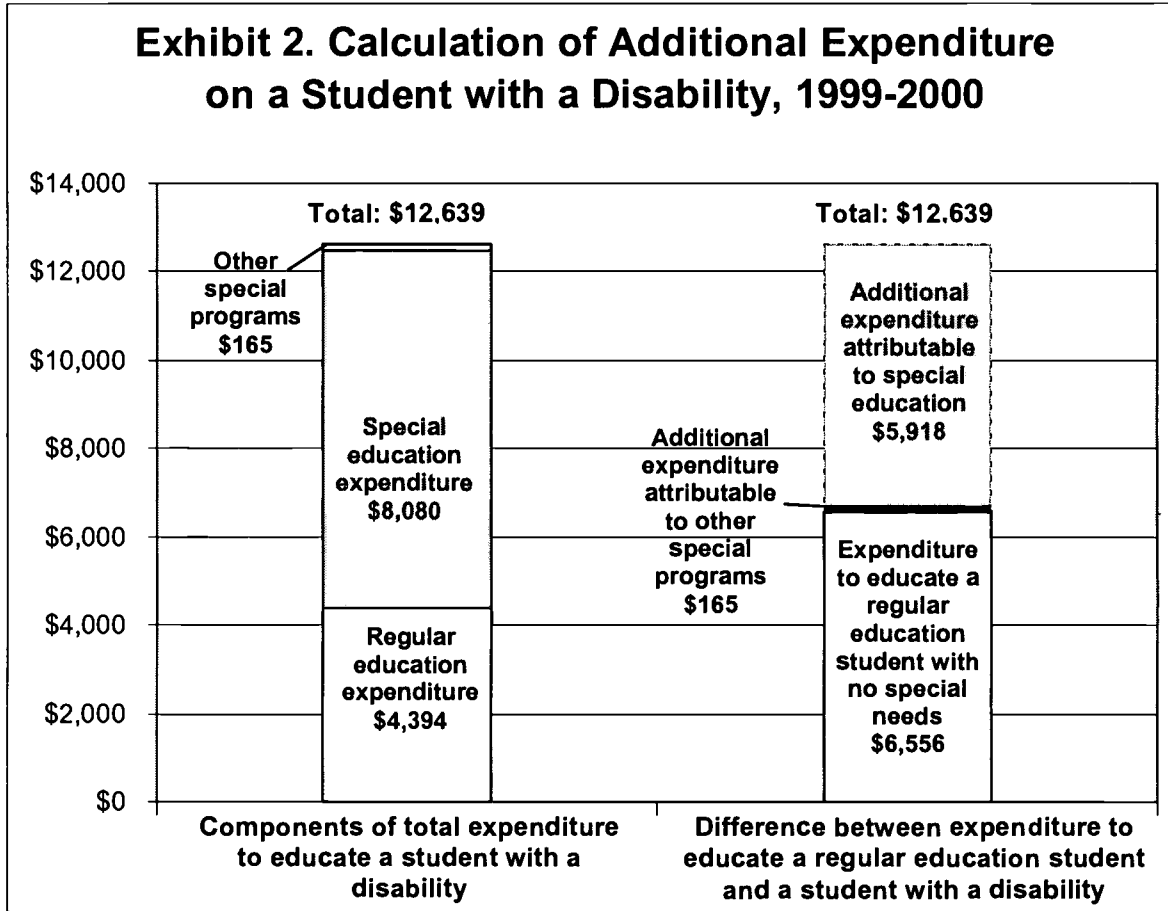 Exhibit 2. Calculation of Additional Expenditure
on a Student with a Disability, 1999-2000
$14,000
$12,000
$10,000
$8,000
$6,000
$4,000
$2,000
$0
Total: $12,639
Other
special
programs
$165
Special
education
expenditure
$8,080
Regular
education
expenditure
$4,394
Components of total expenditure
to educate a student with a
disability
Total: $12,639
Additional
expenditure
attributable
to special
education
$5,918
Additional
expenditure
attributable
to other
special
programs
$165
Expenditure
to educate a
regular
education
student with
no special
needs
$6,556
Difference between expenditure to
educate a regular education student
and a student with a disability